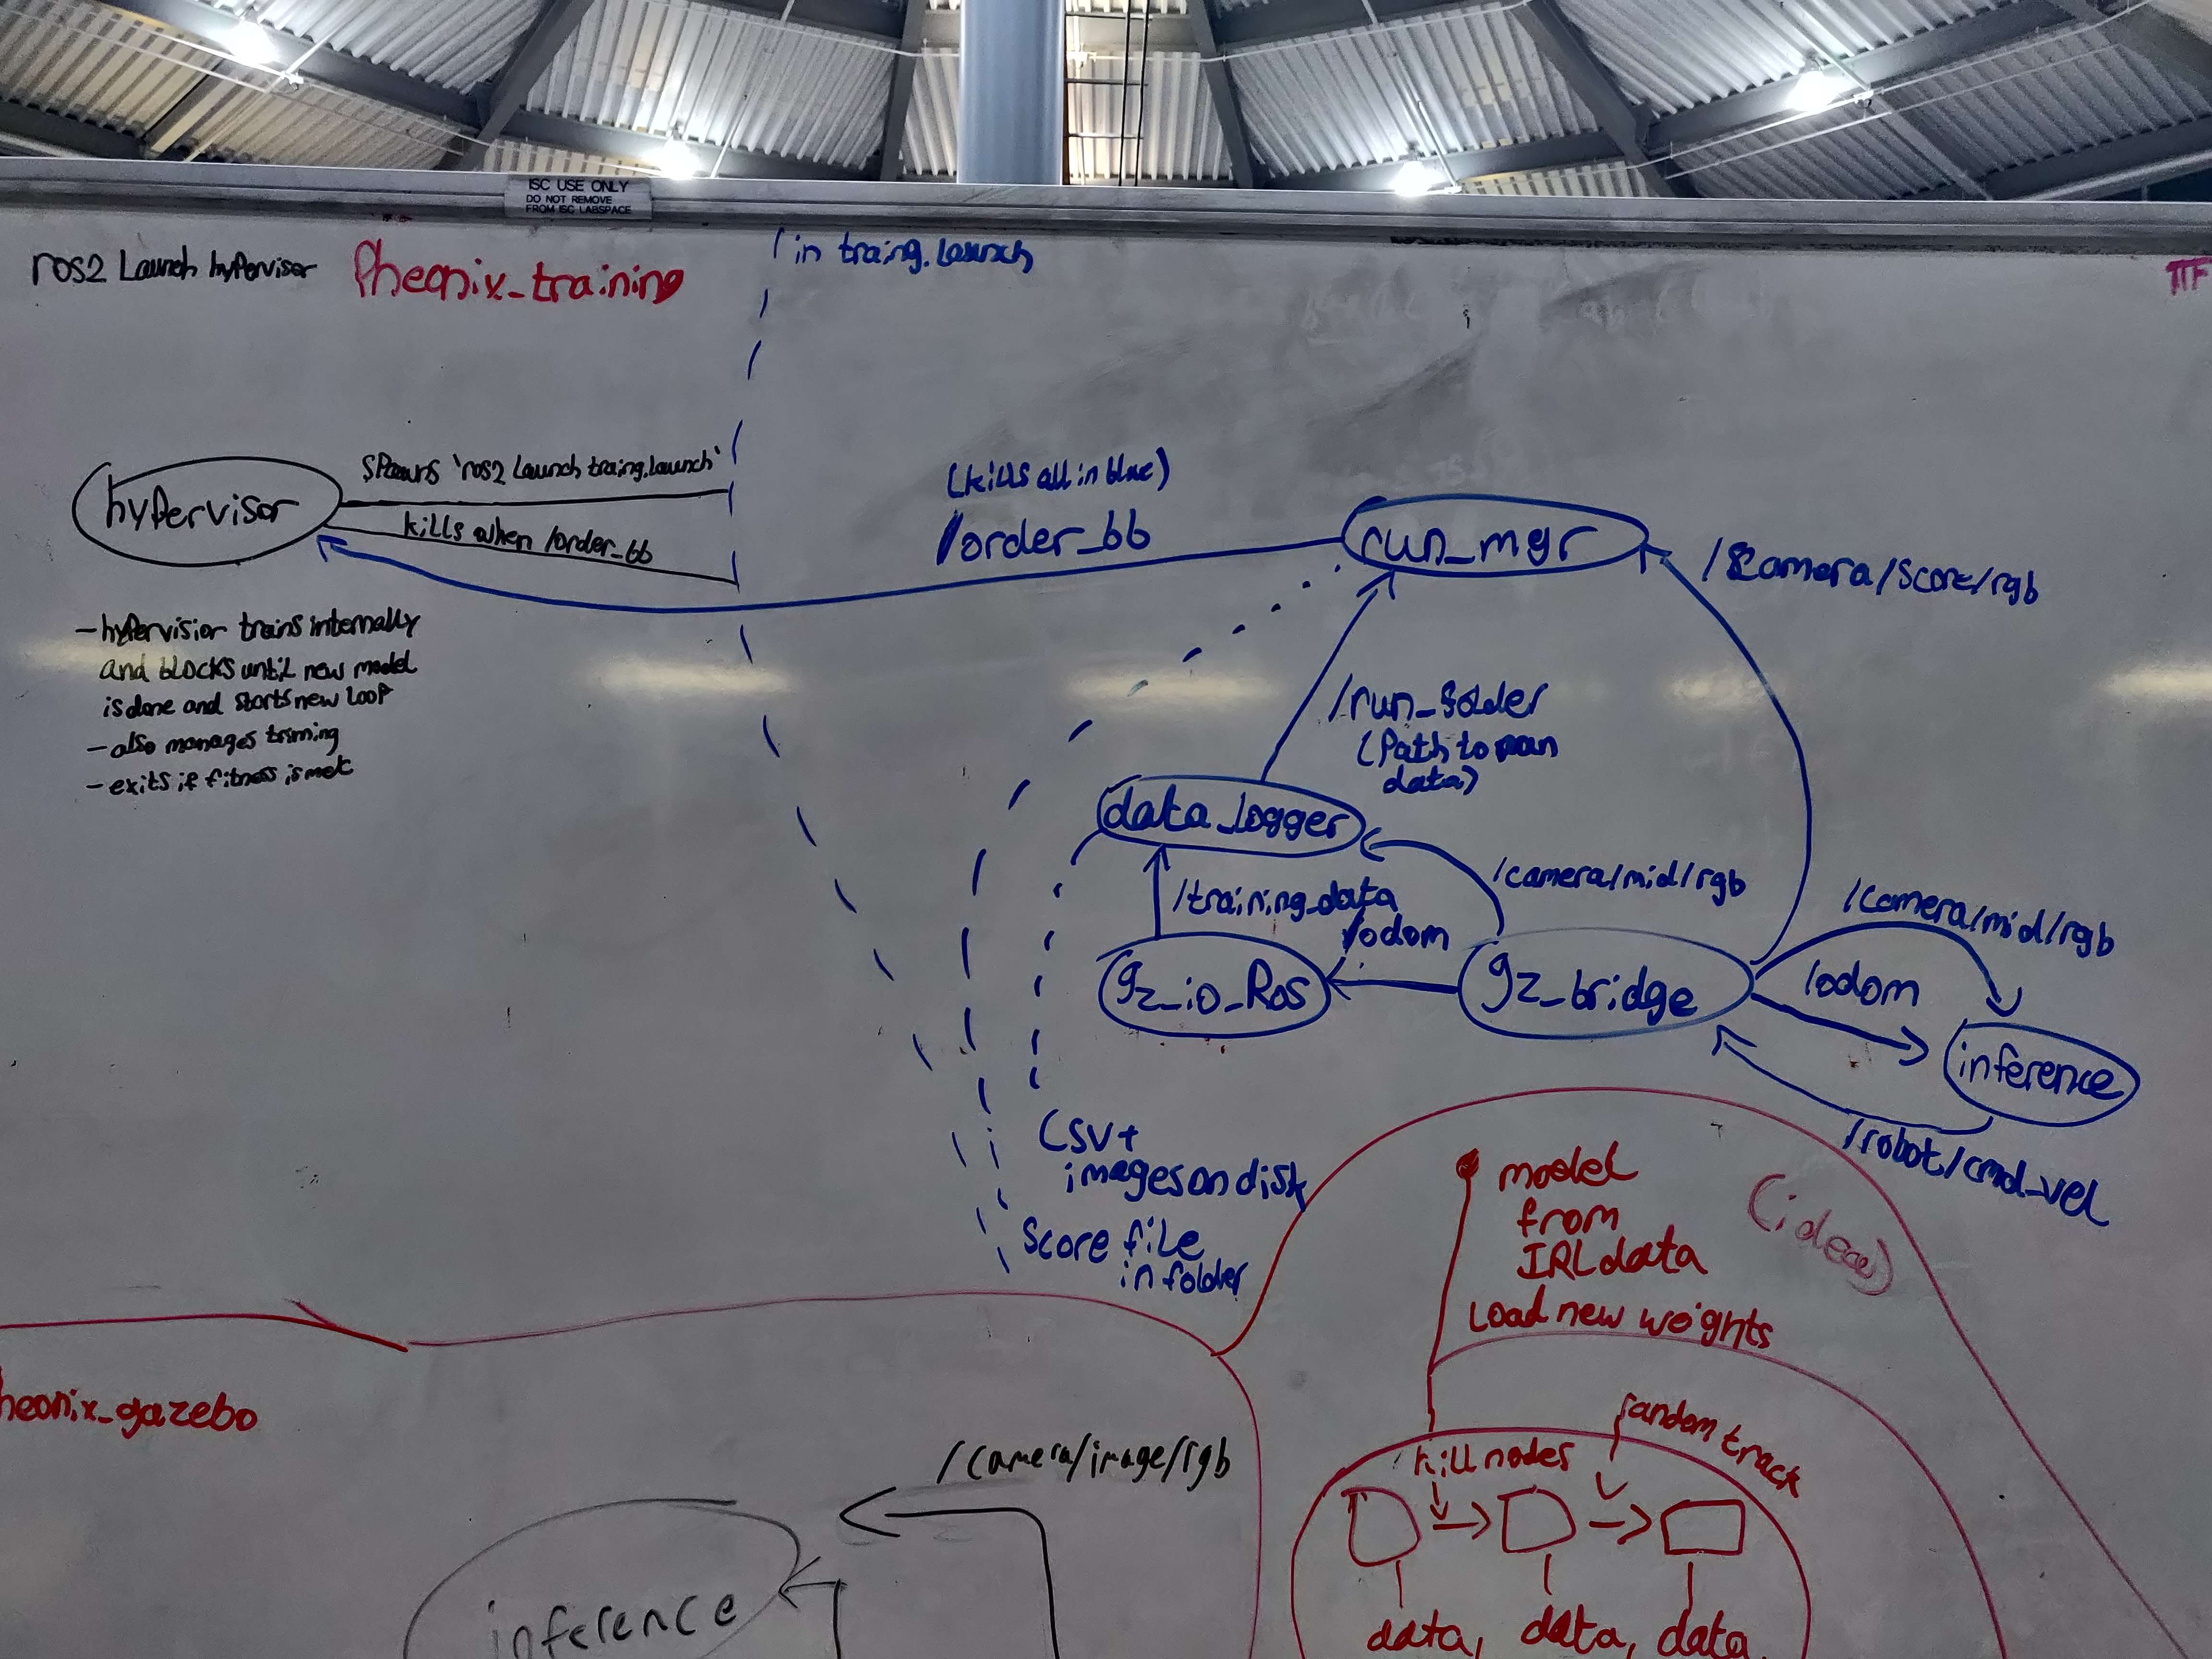 ISC USE ONLY
DO NOT REMOVE
FROM ISC LABSPACE
ros2 Launch hypervisor
Pheonix_training
in traing.launch
hypervisor
spawns 'ros2 Launch traing.launch'
kills when /order_66
- hypervisior trains internally
and blocks until new model
is done and starts new loop
- also manages triming
- exits if fitness is met
(kills all in blue)
/order_66
run_mgr
/camera/score/rgb
/run_folder
(Path to run
data)
data_logger
/training_data
/camera/mid/rgb
/odom
gz_io_Ros
gz_bridge
/camera/mid/rgb
/odom
inference
/robot/cmd_vel
CSV+
images on disk
Score file
in folder
model
from
IRL data
Load new weights
(idea)
random track
kill nodes
data, data, data
heonix_gazebo
/camera/image/rgb
inference